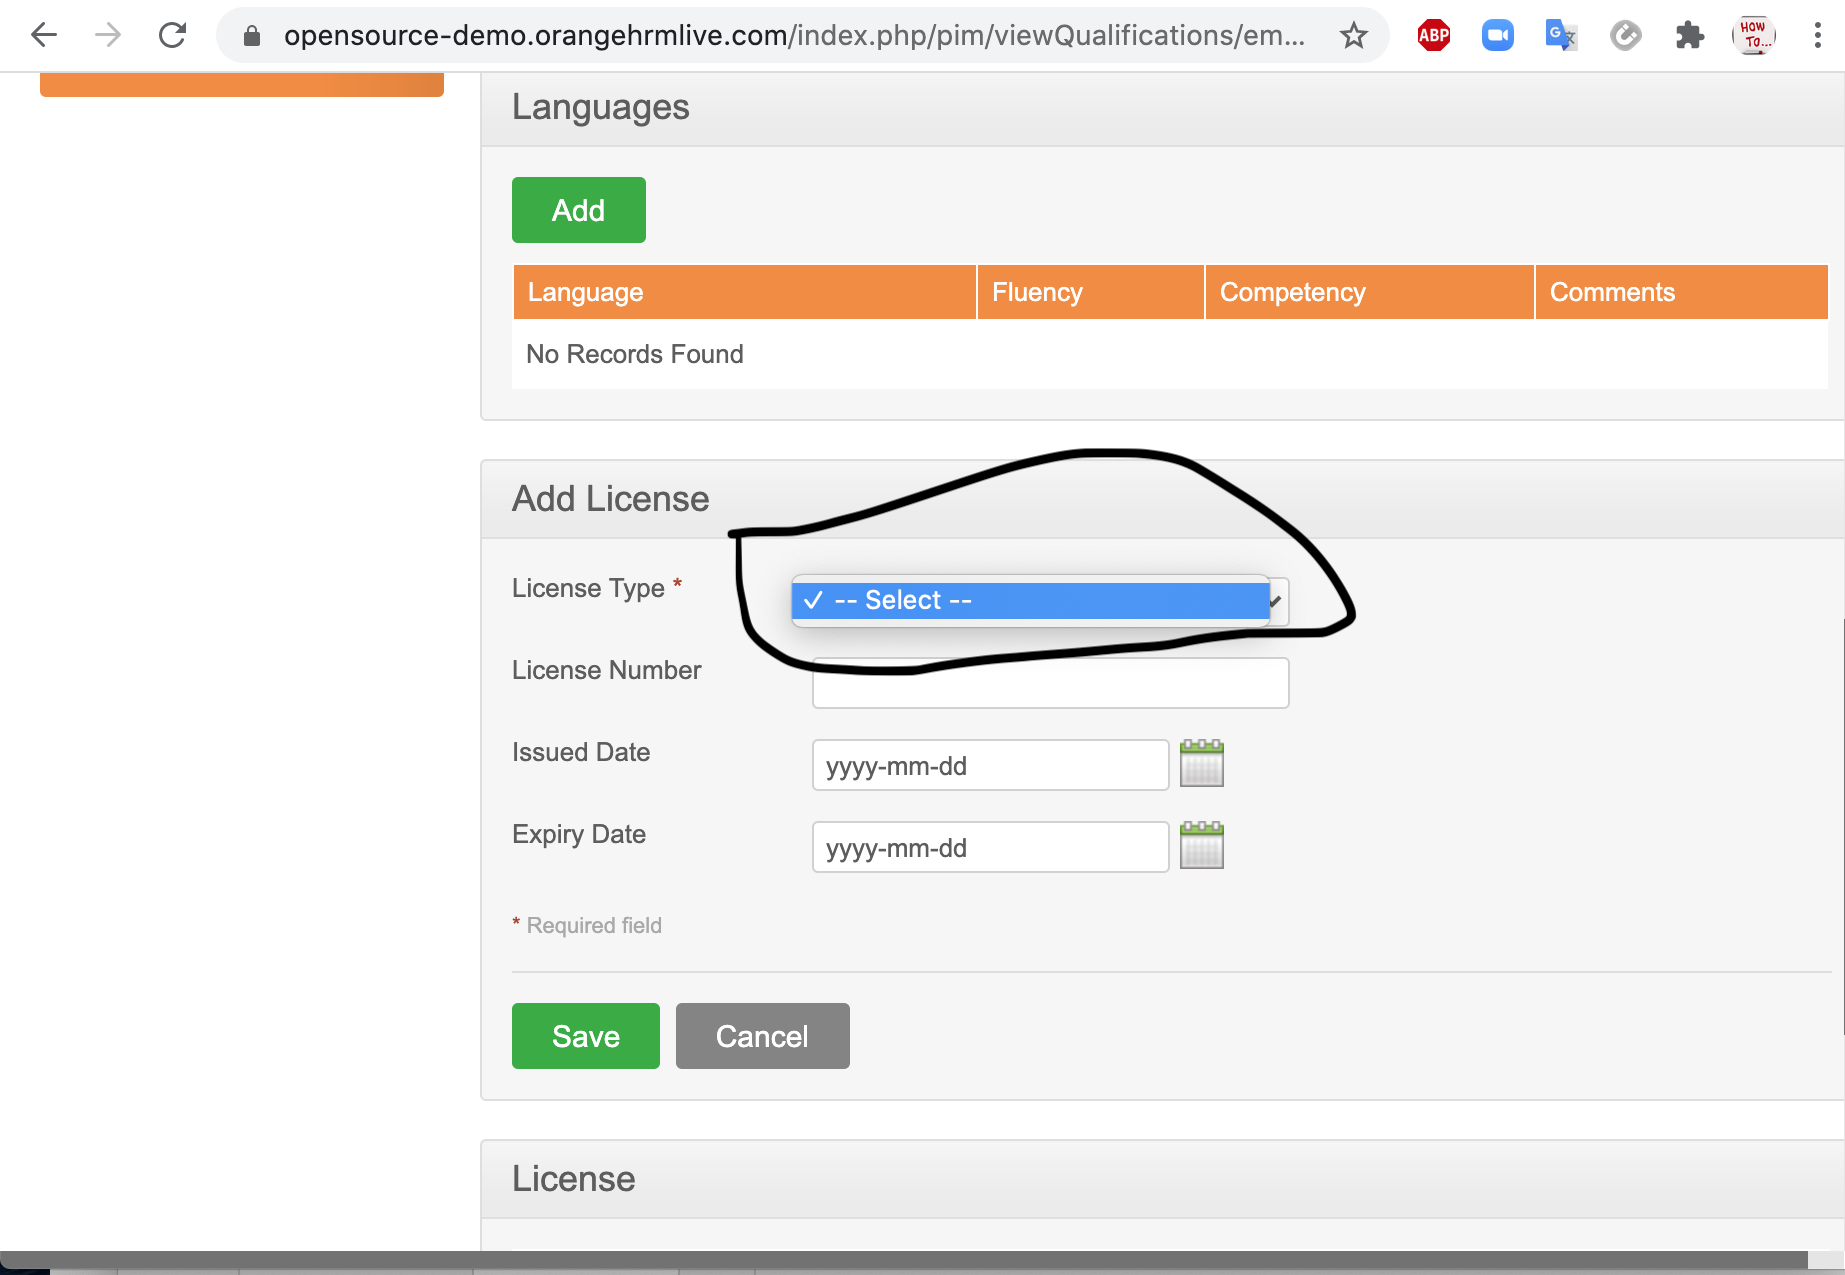 opensource-demo.orangehrmlive.com/index.php/pim/viewQualifications/em...
ABP
G 文
HOW
TO...
Languages
Add
Language Fluency Competency Comments
No Records Found
Add License
License Type *
✓ -- Select --
License Number
Issued Date
yyyy-mm-dd
Expiry Date
yyyy-mm-dd
* Required field
Save Cancel
License